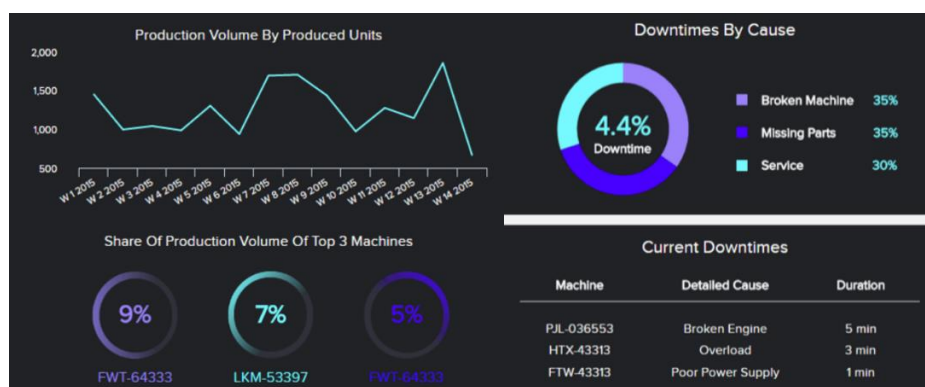 Production Volume By Produced Units
2,000
1,500
1,000
500
W 1 2015
W 2 2015
W 3 2015
W 4 2015
W 5 2015
W 6 2015
W 7 2015
W 8 2015
W 9 2015
W 10 2015
W 11 2015
W 12 2015
W 13 2015
W 14 2015
Downtimes By Cause
4.4%
Downtime
Broken Machine 35%
Missing Parts 35%
Service 30%
Share Of Production Volume Of Top 3 Machines
9%
FWT-64333
7%
LKM-53397
5%
FWT-64333
Current Downtimes
Machine Detailed Cause Duration
PJL-036553 Broken Engine 5 min
HTX-43313 Overload 3 min
FTW-43313 Poor Power Supply 1 min